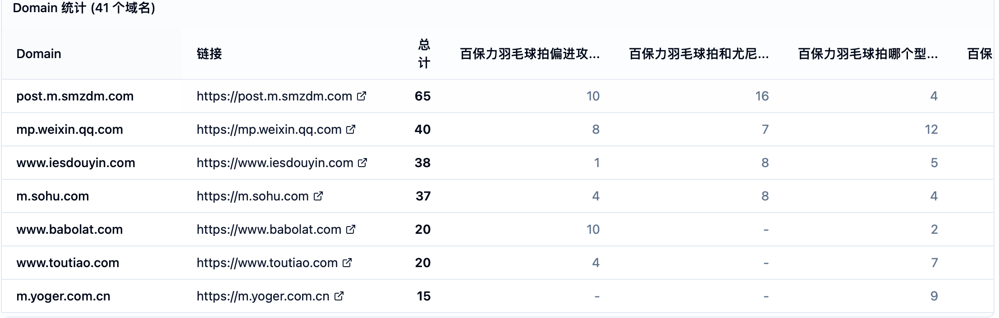 Domain 统计 (41 个域名)
Domain 链接 总计 百保力羽毛球拍偏进攻... 百保力羽毛球拍和尤尼... 百保力羽毛球拍哪个型... 百保
post.m.smzdm.com https://post.m.smzdm.com 65 10 16 4
mp.weixin.qq.com https://mp.weixin.qq.com 40 8 7 12
www.iesdouyin.com https://www.iesdouyin.com 38 1 8 5
m.sohu.com https://m.sohu.com 37 4 8 4
www.babolat.com https://www.babolat.com 20 10 - 2
www.toutiao.com https://www.toutiao.com 20 4 - 7
m.yoger.com.cn https://m.yoger.com.cn 15 - - 9